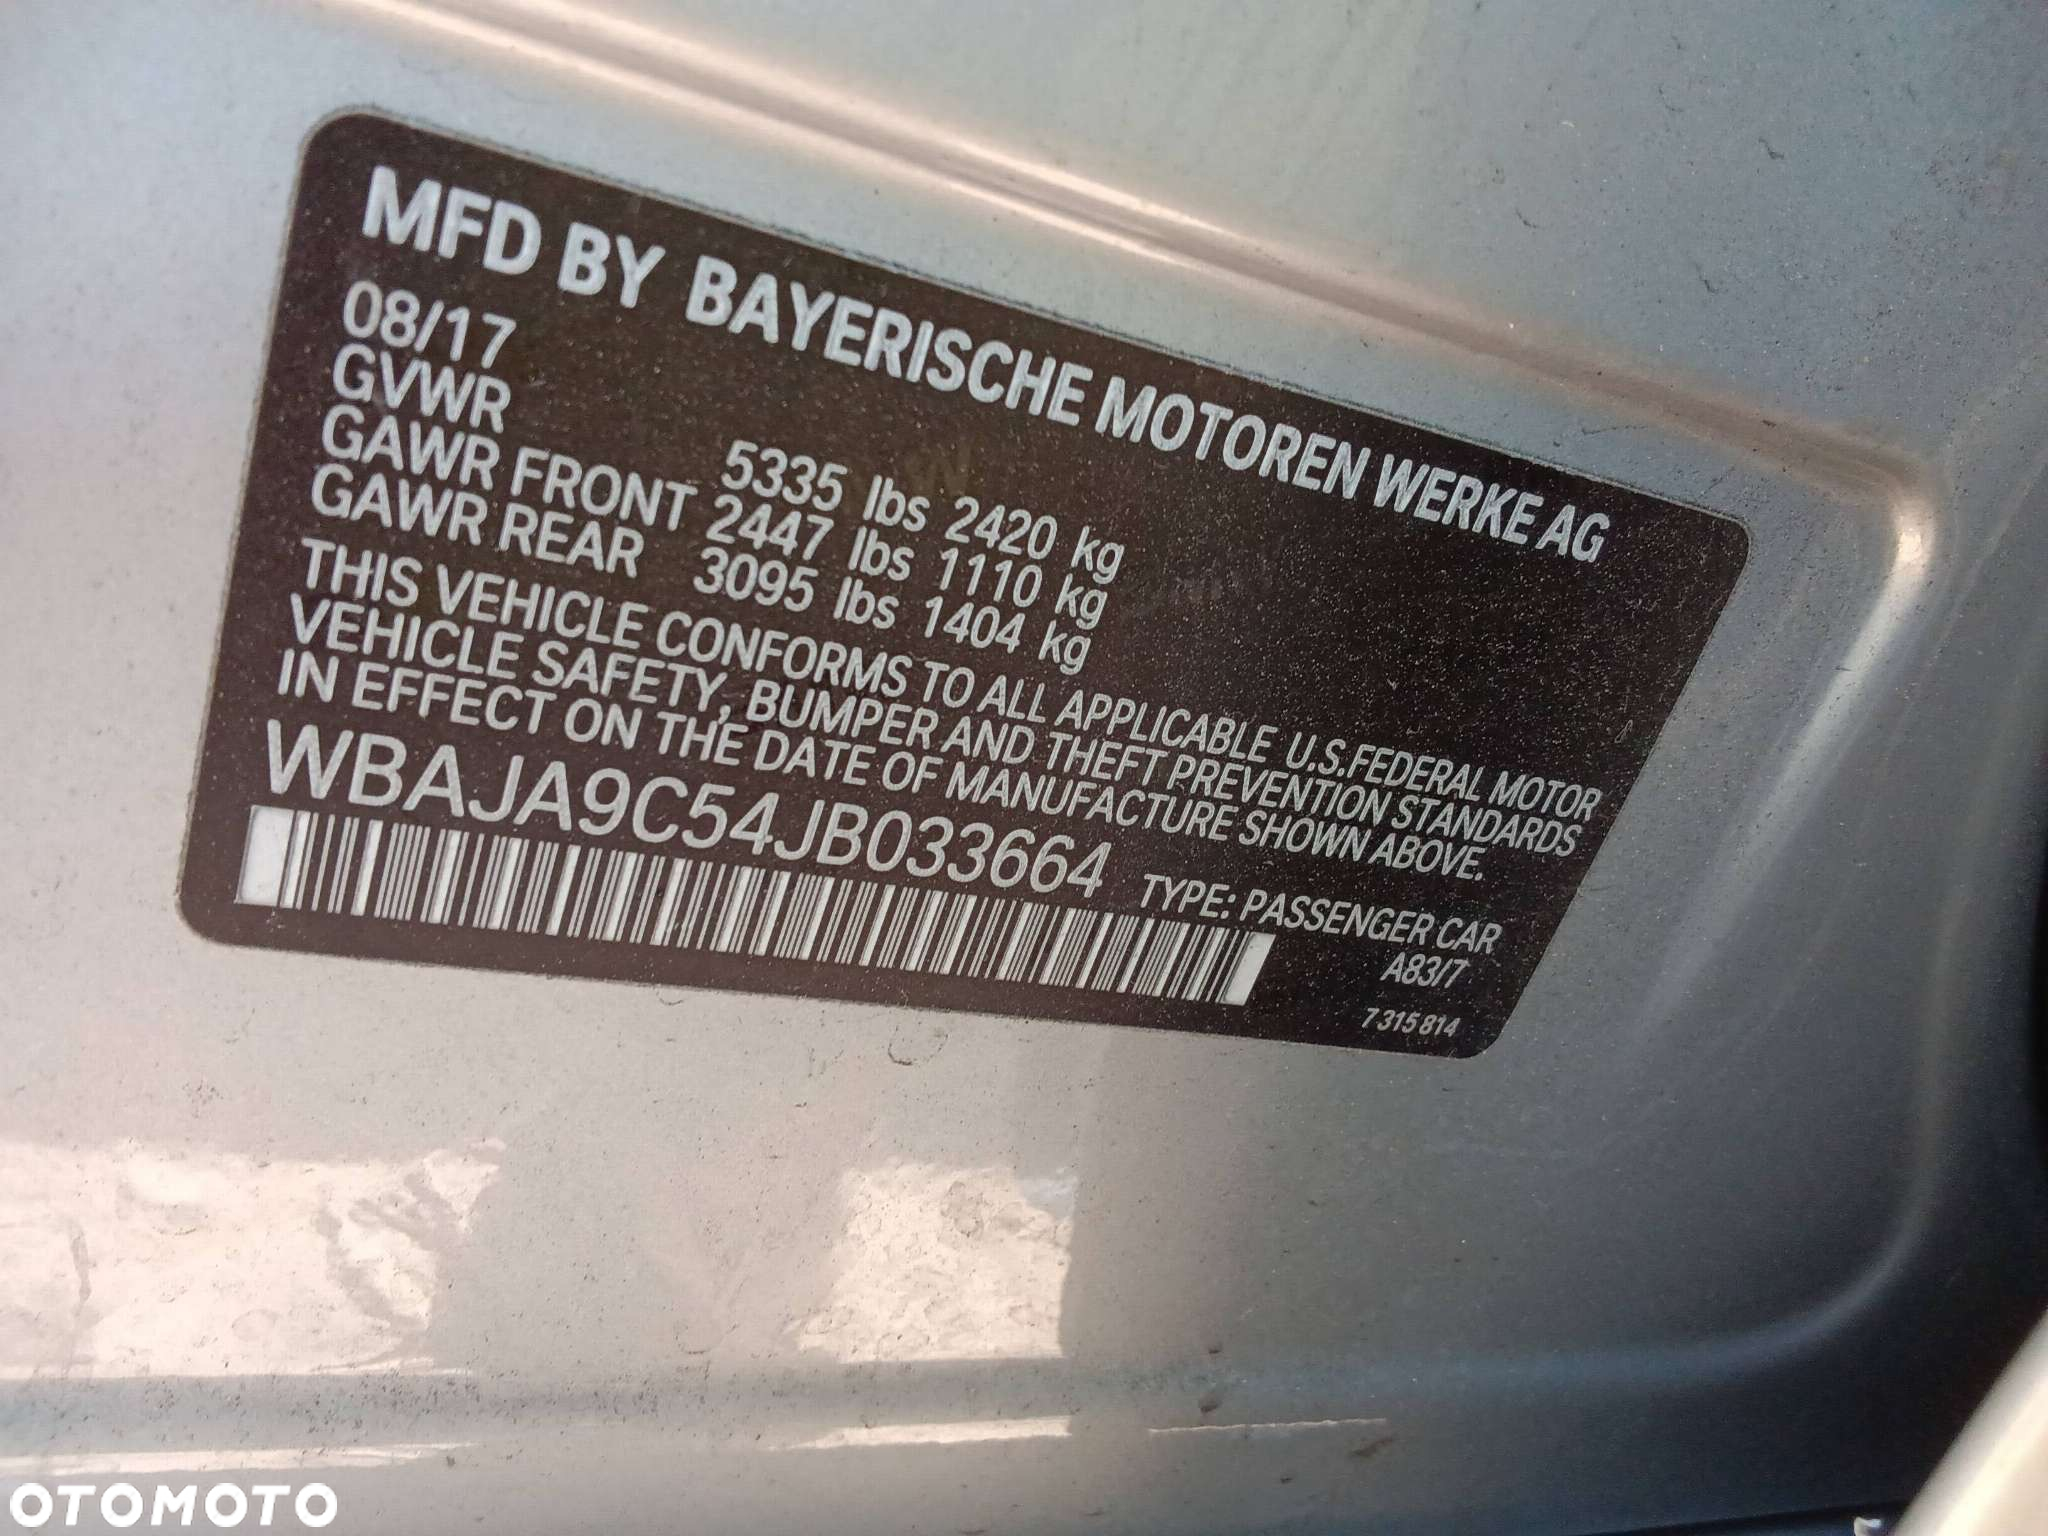 MFD BY BAYERISCHE MOTOREN WERKE AG
08/17
GVWR 5335 lbs 2420 kg
GAWR FRONT 2447 lbs 1110 kg
GAWR REAR 3095 lbs 1404 kg
THIS VEHICLE CONFORMS TO ALL APPLICABLE U.S.FEDERAL MOTOR
VEHICLE SAFETY, BUMPER AND THEFT PREVENTION STANDARDS
IN EFFECT ON THE DATE OF MANUFACTURE SHOWN ABOVE.
WBAJA9C54JB033664 TYPE: PASSENGER CAR
A83/7
7 315 814
OTOMOTO